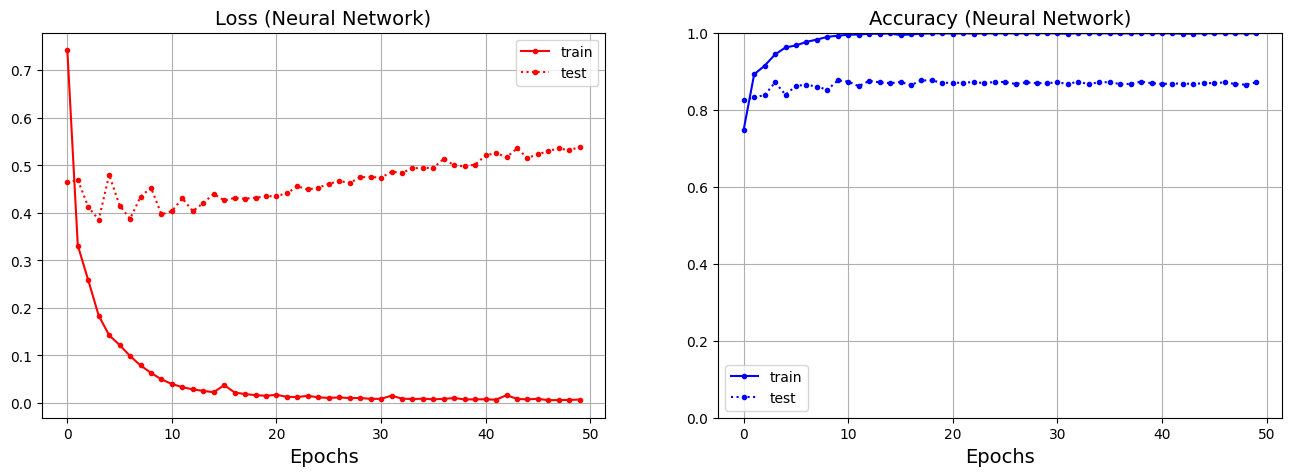 Loss (Neural Network)
0.7
0.6
0.5
0.4
0.3
0.2
0.1
0.0
train
test
0 10 20 30 40 50
Epochs
Accuracy (Neural Network)
1.0
0.8
0.6
0.4
0.2
0.0
train
test
0 10 20 30 40 50
Epochs